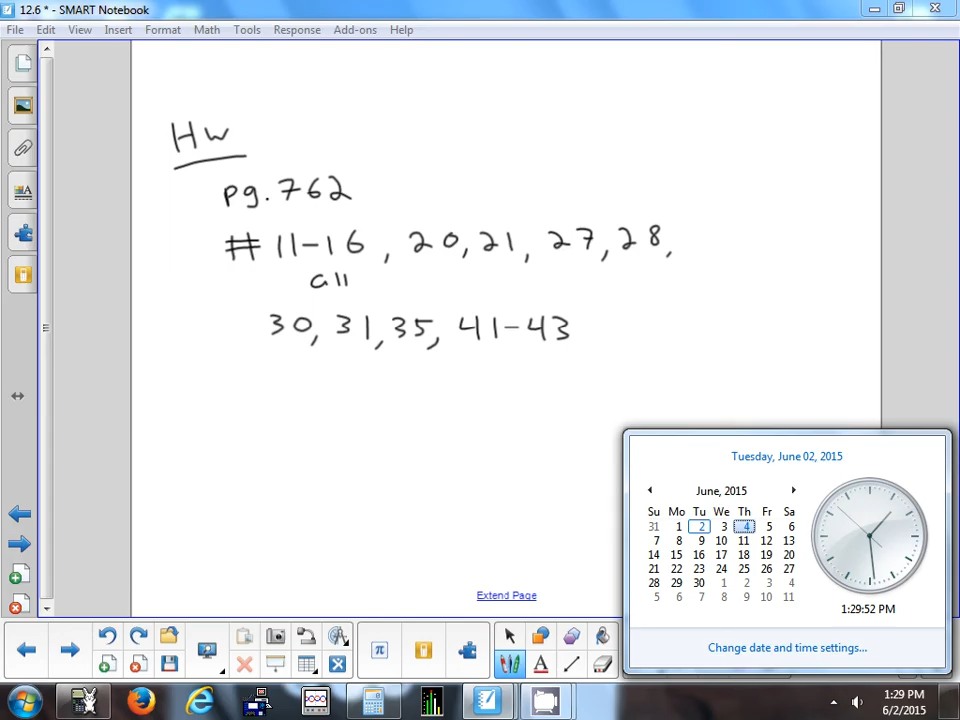 12.6 * - SMART Notebook
File Edit View Insert Format Math Tools Response Add-ons Help
Hw
pg. 762
# 11-16, 20, 21, 27, 28,
all
30, 31, 35, 41-43
Tuesday, June 02, 2015
June, 2015
Su Mo Tu We Th Fr Sa
31 1 2 3 4 5 6
7 8 9 10 11 12 13
14 15 16 17 18 19 20
21 22 23 24 25 26 27
28 29 30 1 2 3 4
5 6 7 8 9 10 11
1:29:52 PM
Change date and time settings...
Extend Page
1:29 PM
6/2/2015